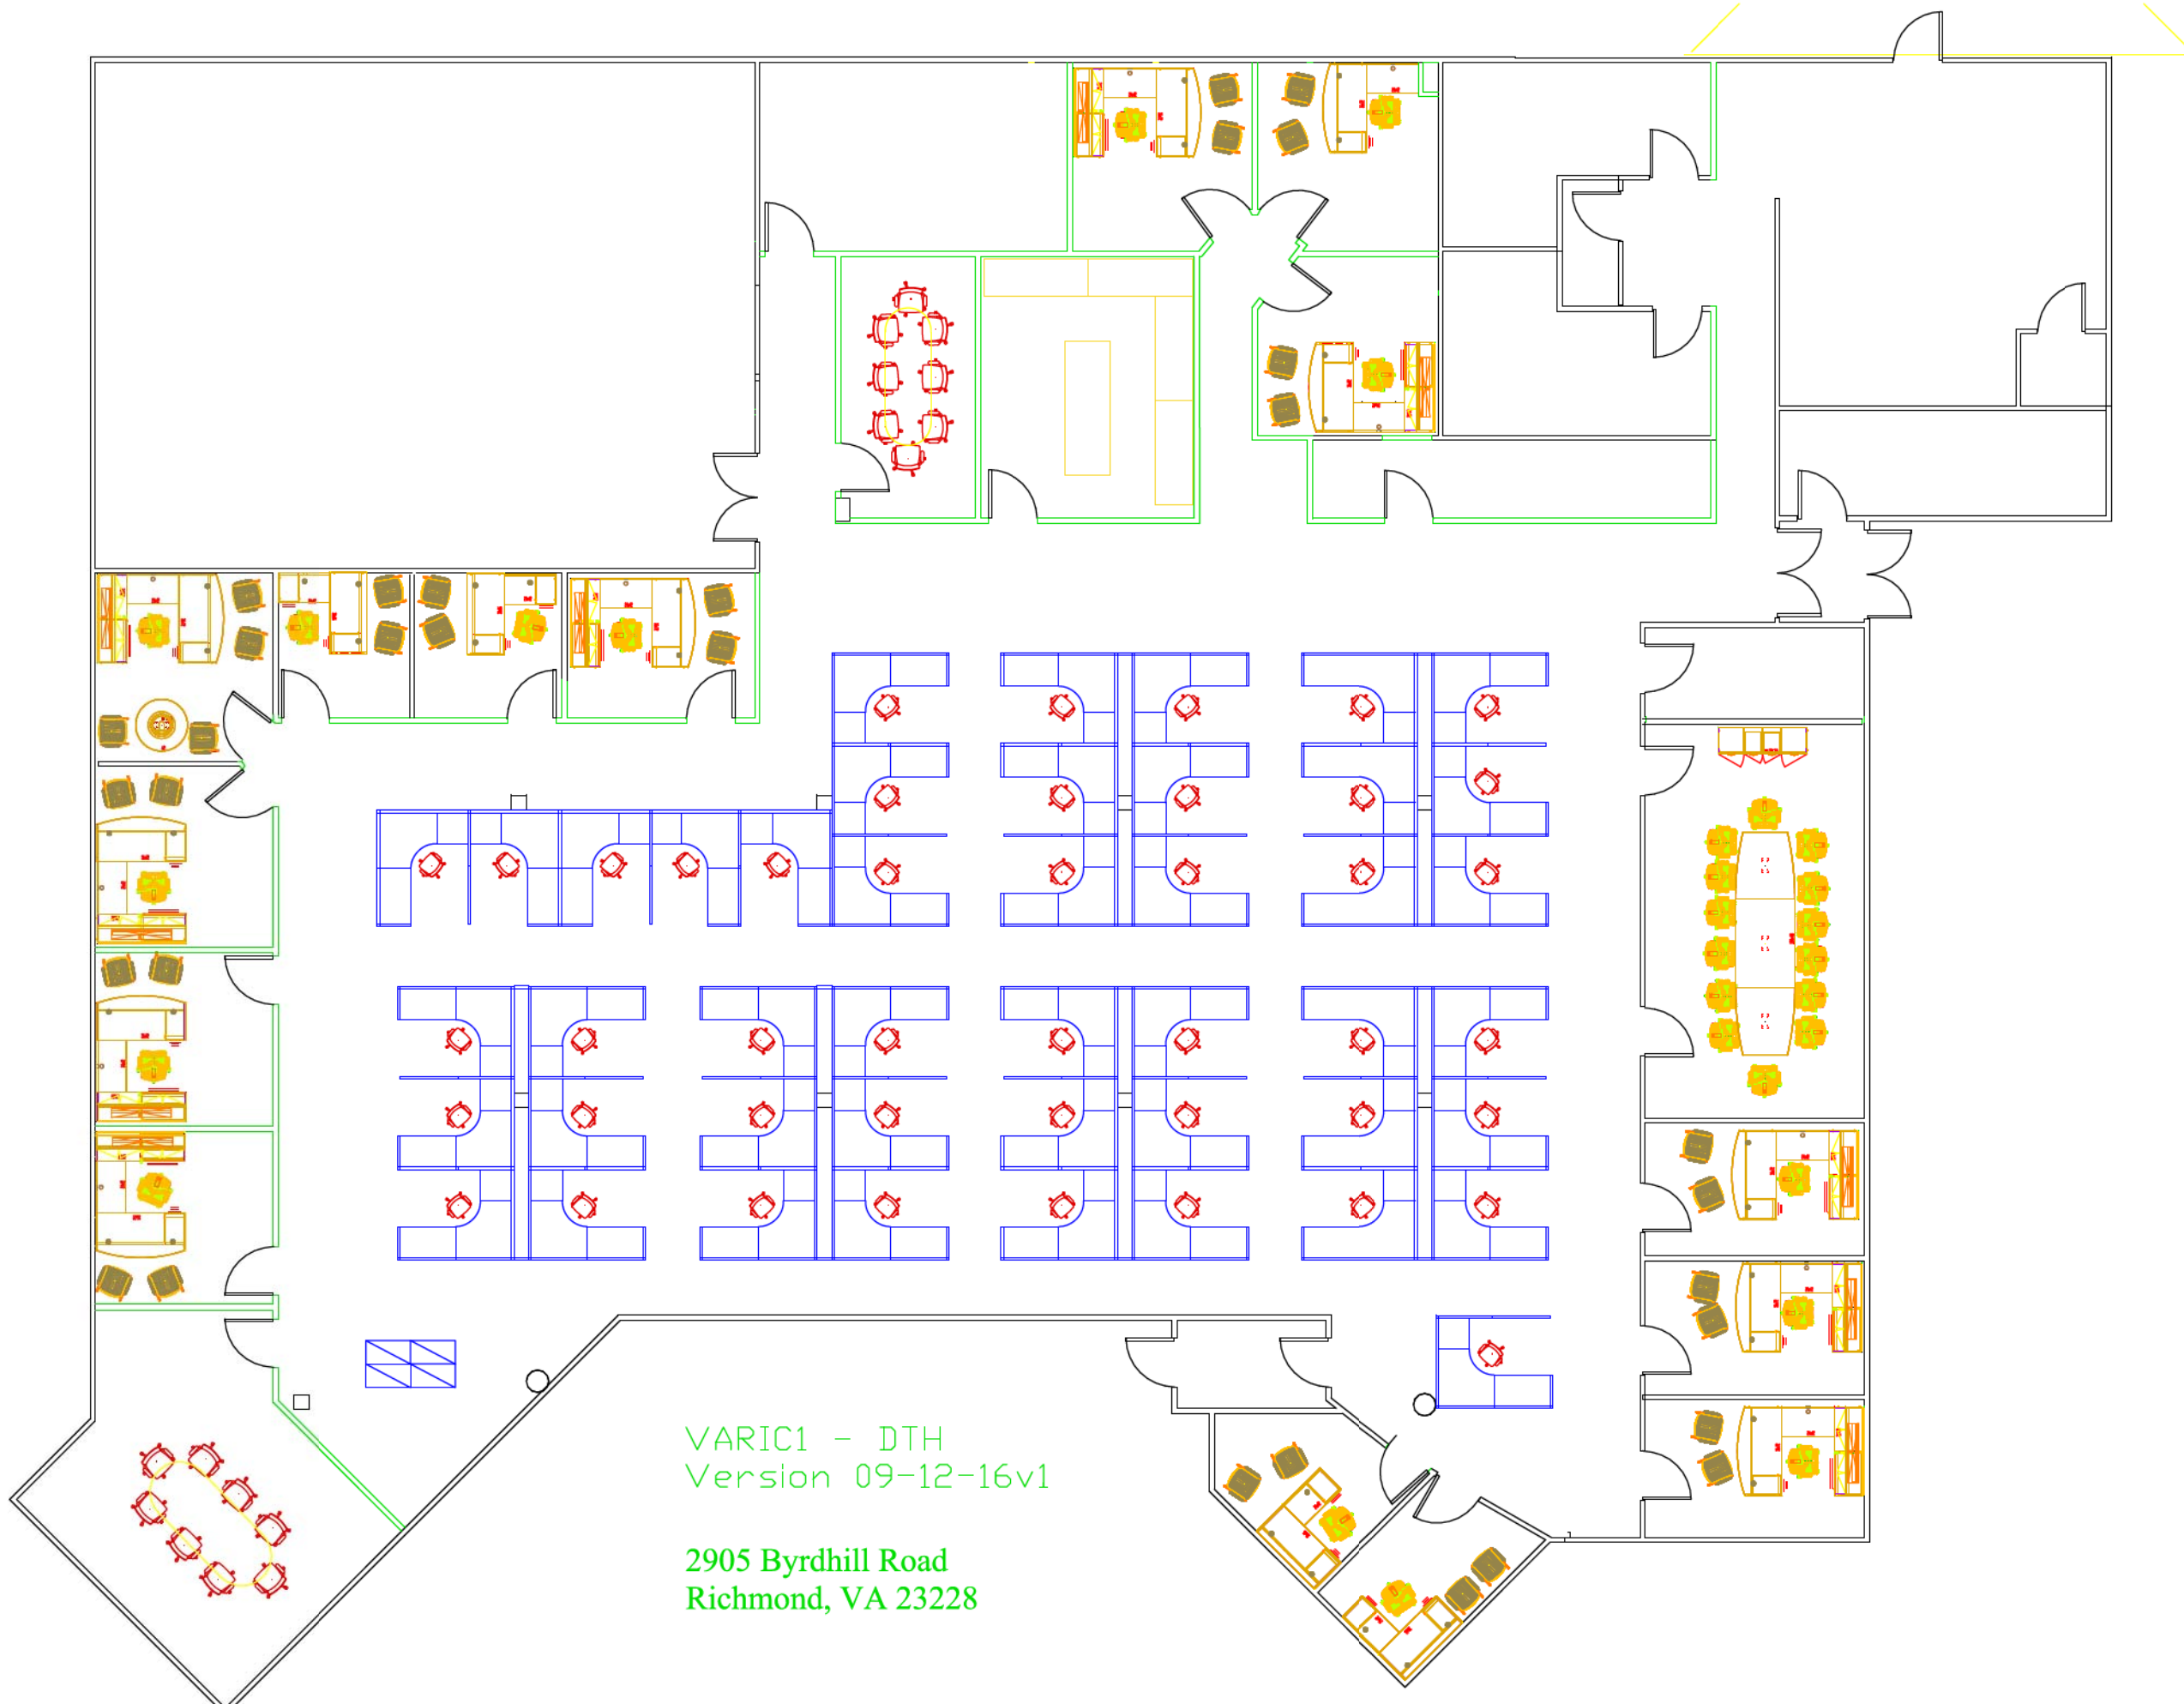 VARIC1 - DTH
Version 09-12-16v1
2905 Byrdhill Road
Richmond, VA 23228